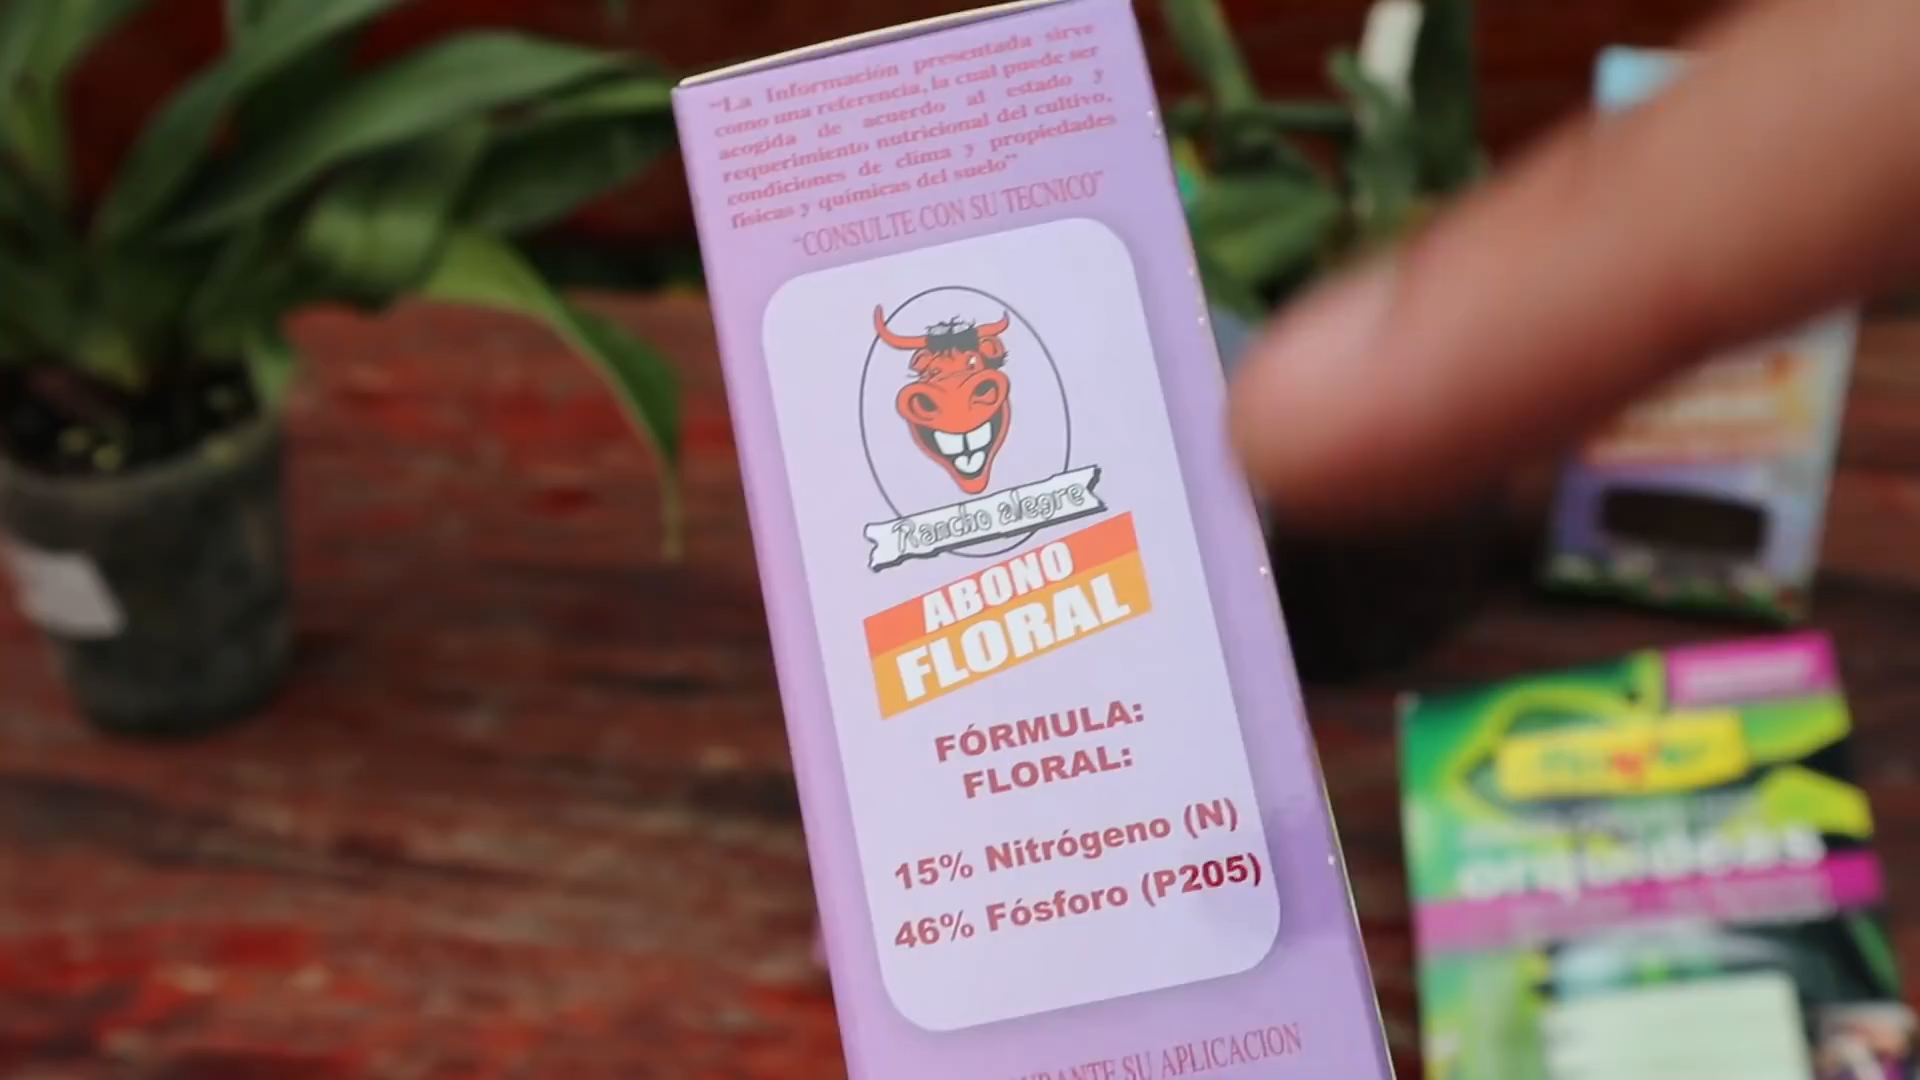 "La Información presentada sirve
como una referencia, la cual puede ser
acogida de acuerdo al estado y
requerimiento nutricional del cultivo,
condiciones de clima y propiedades
físicas y químicas del suelo"
"CONSULTE CON SU TECNICO"
Rancho alegre
ABONO
FLORAL
FÓRMULA:
FLORAL:
15% Nitrógeno (N)
46% Fósforo (P205)
SU APLICACION
orquídeas